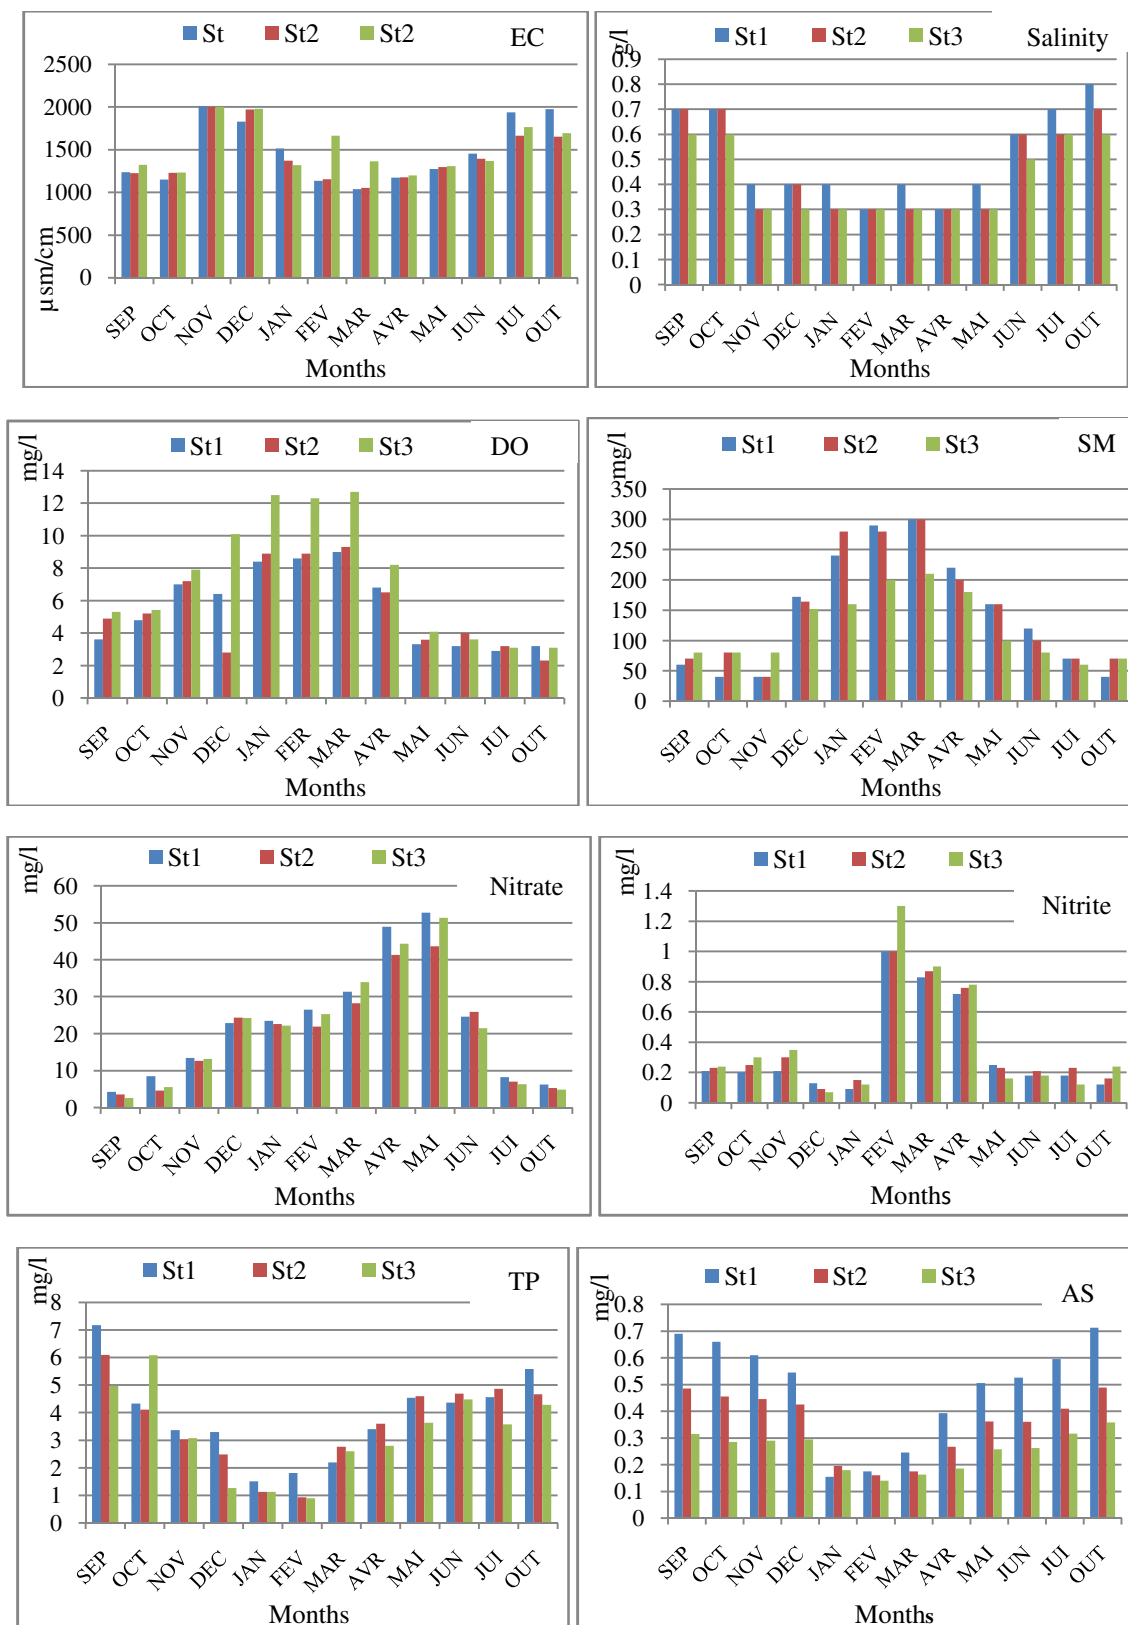 St St2 St2 EC
µsm/cm
2500
2000
1500
1000
500
0
SEP OCT NOV DEC JAN FEV MAR AVR MAI JUN JUI OUT
Months
St1 St2 St3 Salinity
g/l
0.9
0.8
0.7
0.6
0.5
0.4
0.3
0.2
0.1
0
SEP OCT NOV DEC JAN FEV MAR AVR MAI JUN JUI OUT
Months
St1 St2 St3 DO
mg/l
14
12
10
8
6
4
2
0
SEP OCT NOV DEC JAN FER MAR AVR MAI JUN JUI OUT
Months
St1 St2 St3 SM
mg/l
350
300
250
200
150
100
50
0
SEP OCT NOV DEC JAN FEV MAR AVR MAI JUN JUI OUT
Months
St1 St2 St3
Nitrate
mg/l
60
50
40
30
20
10
0
SEP OCT NOV DEC JAN FEV MAR AVR MAI JUN JUI OUT
Months
St1 St2 St3
Nitrite
mg/l
1.4
1.2
1
0.8
0.6
0.4
0.2
0
SEP OCT NOV DEC JAN FEV MAR AVR MAI JUN JUI OUT
Months
St1 St2 St3 TP
mg/l
8
7
6
5
4
3
2
1
0
SEP OCT NOV DEC JAN FEV MAR AVR MAI JUN JUI OUT
Months
St1 St2 St3 AS
mg/l
0.8
0.7
0.6
0.5
0.4
0.3
0.2
0.1
0
SEP OCT NOV DEC JAN FEV MAR AVR MAI JUN JUI OUT
Months